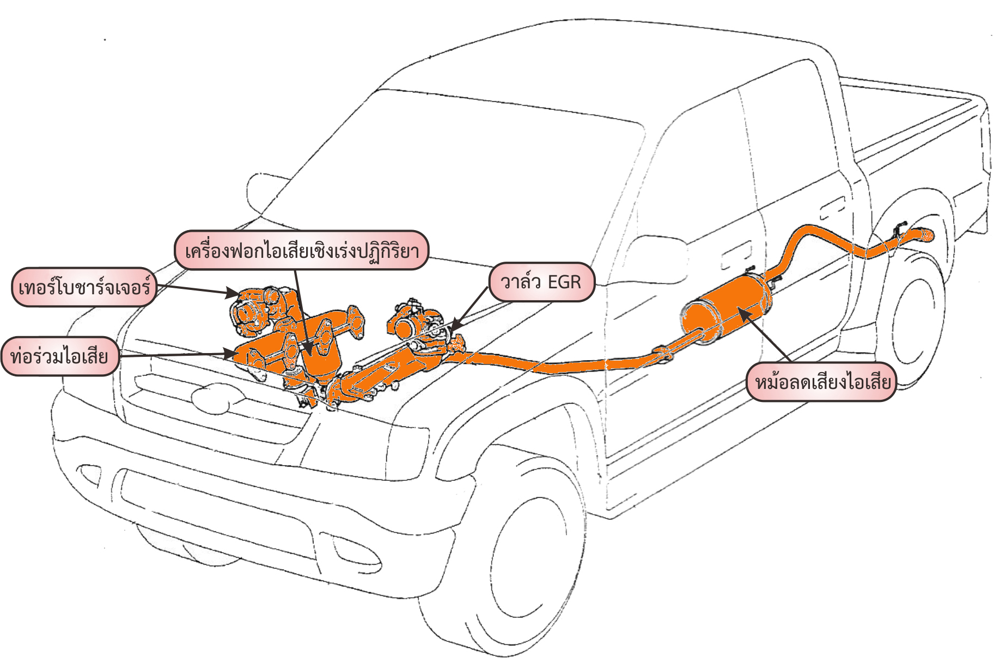 เครื่องฟอกไอเสียเชิงเร่งปฏิกิริยา
เทอร์โบชาร์จเจอร์
วาล์ว EGR
ท่อร่วมไอเสีย
หม้อลดเสียงไอเสีย